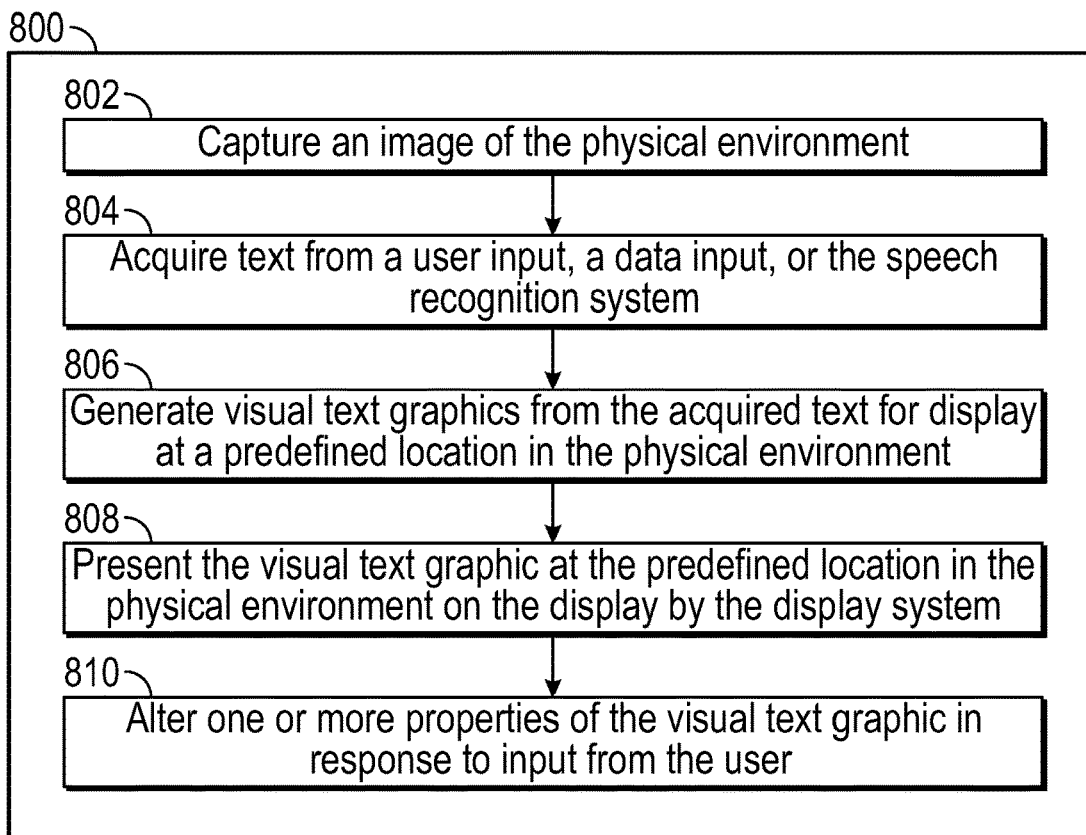 800
802
Capture an image of the physical environment
804
Acquire text from a user input, a data input, or the speech
recognition system
806
Generate visual text graphics from the acquired text for display
at a predefined location in the physical environment
808
Present the visual text graphic at the predefined location in the
physical environment on the display by the display system
810
Alter one or more properties of the visual text graphic in
response to input from the user